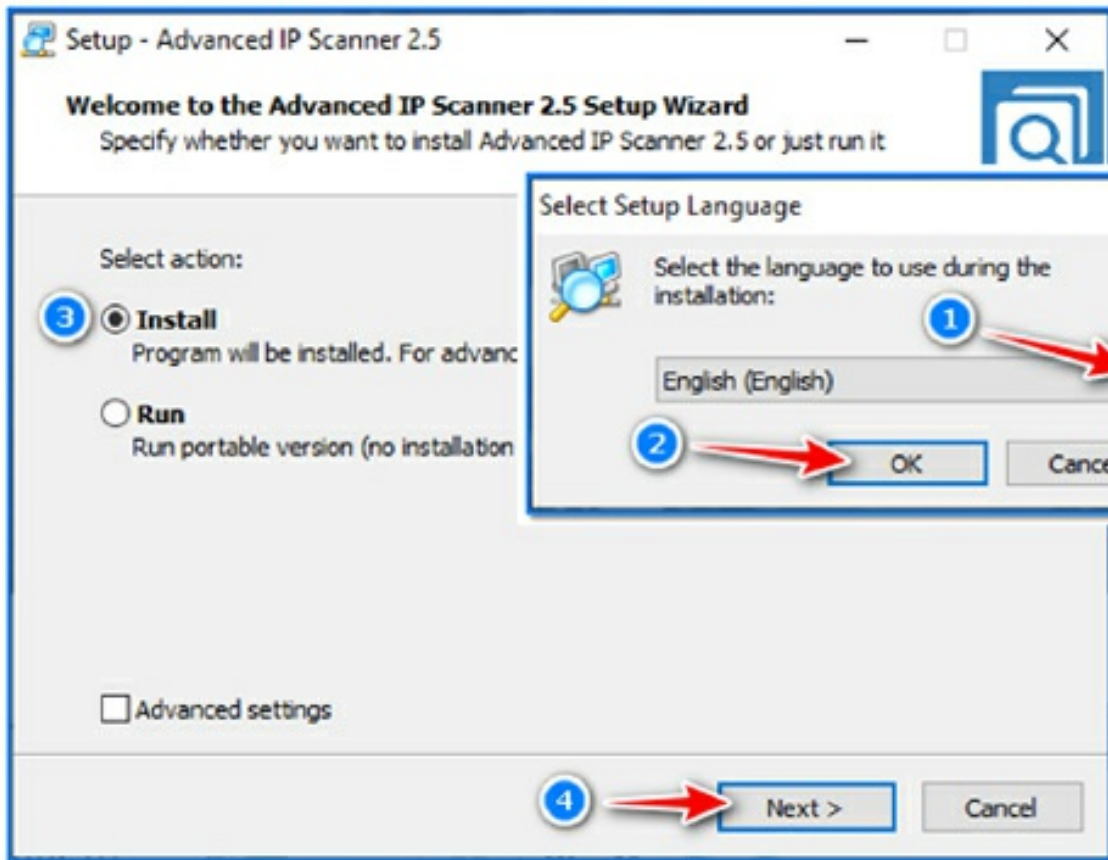 Setup - Advanced IP Scanner 2.5
Welcome to the Advanced IP Scanner 2.5 Setup Wizard
Specify whether you want to install Advanced IP Scanner 2.5 or just run it
Select Setup Language
Select the language to use during the
installation:
1
English (English)
2
OK
Select action:
3
Install
Program will be installed. For
Run
Run portable version (no installation
Advanced settings
4
Next >
Cancel